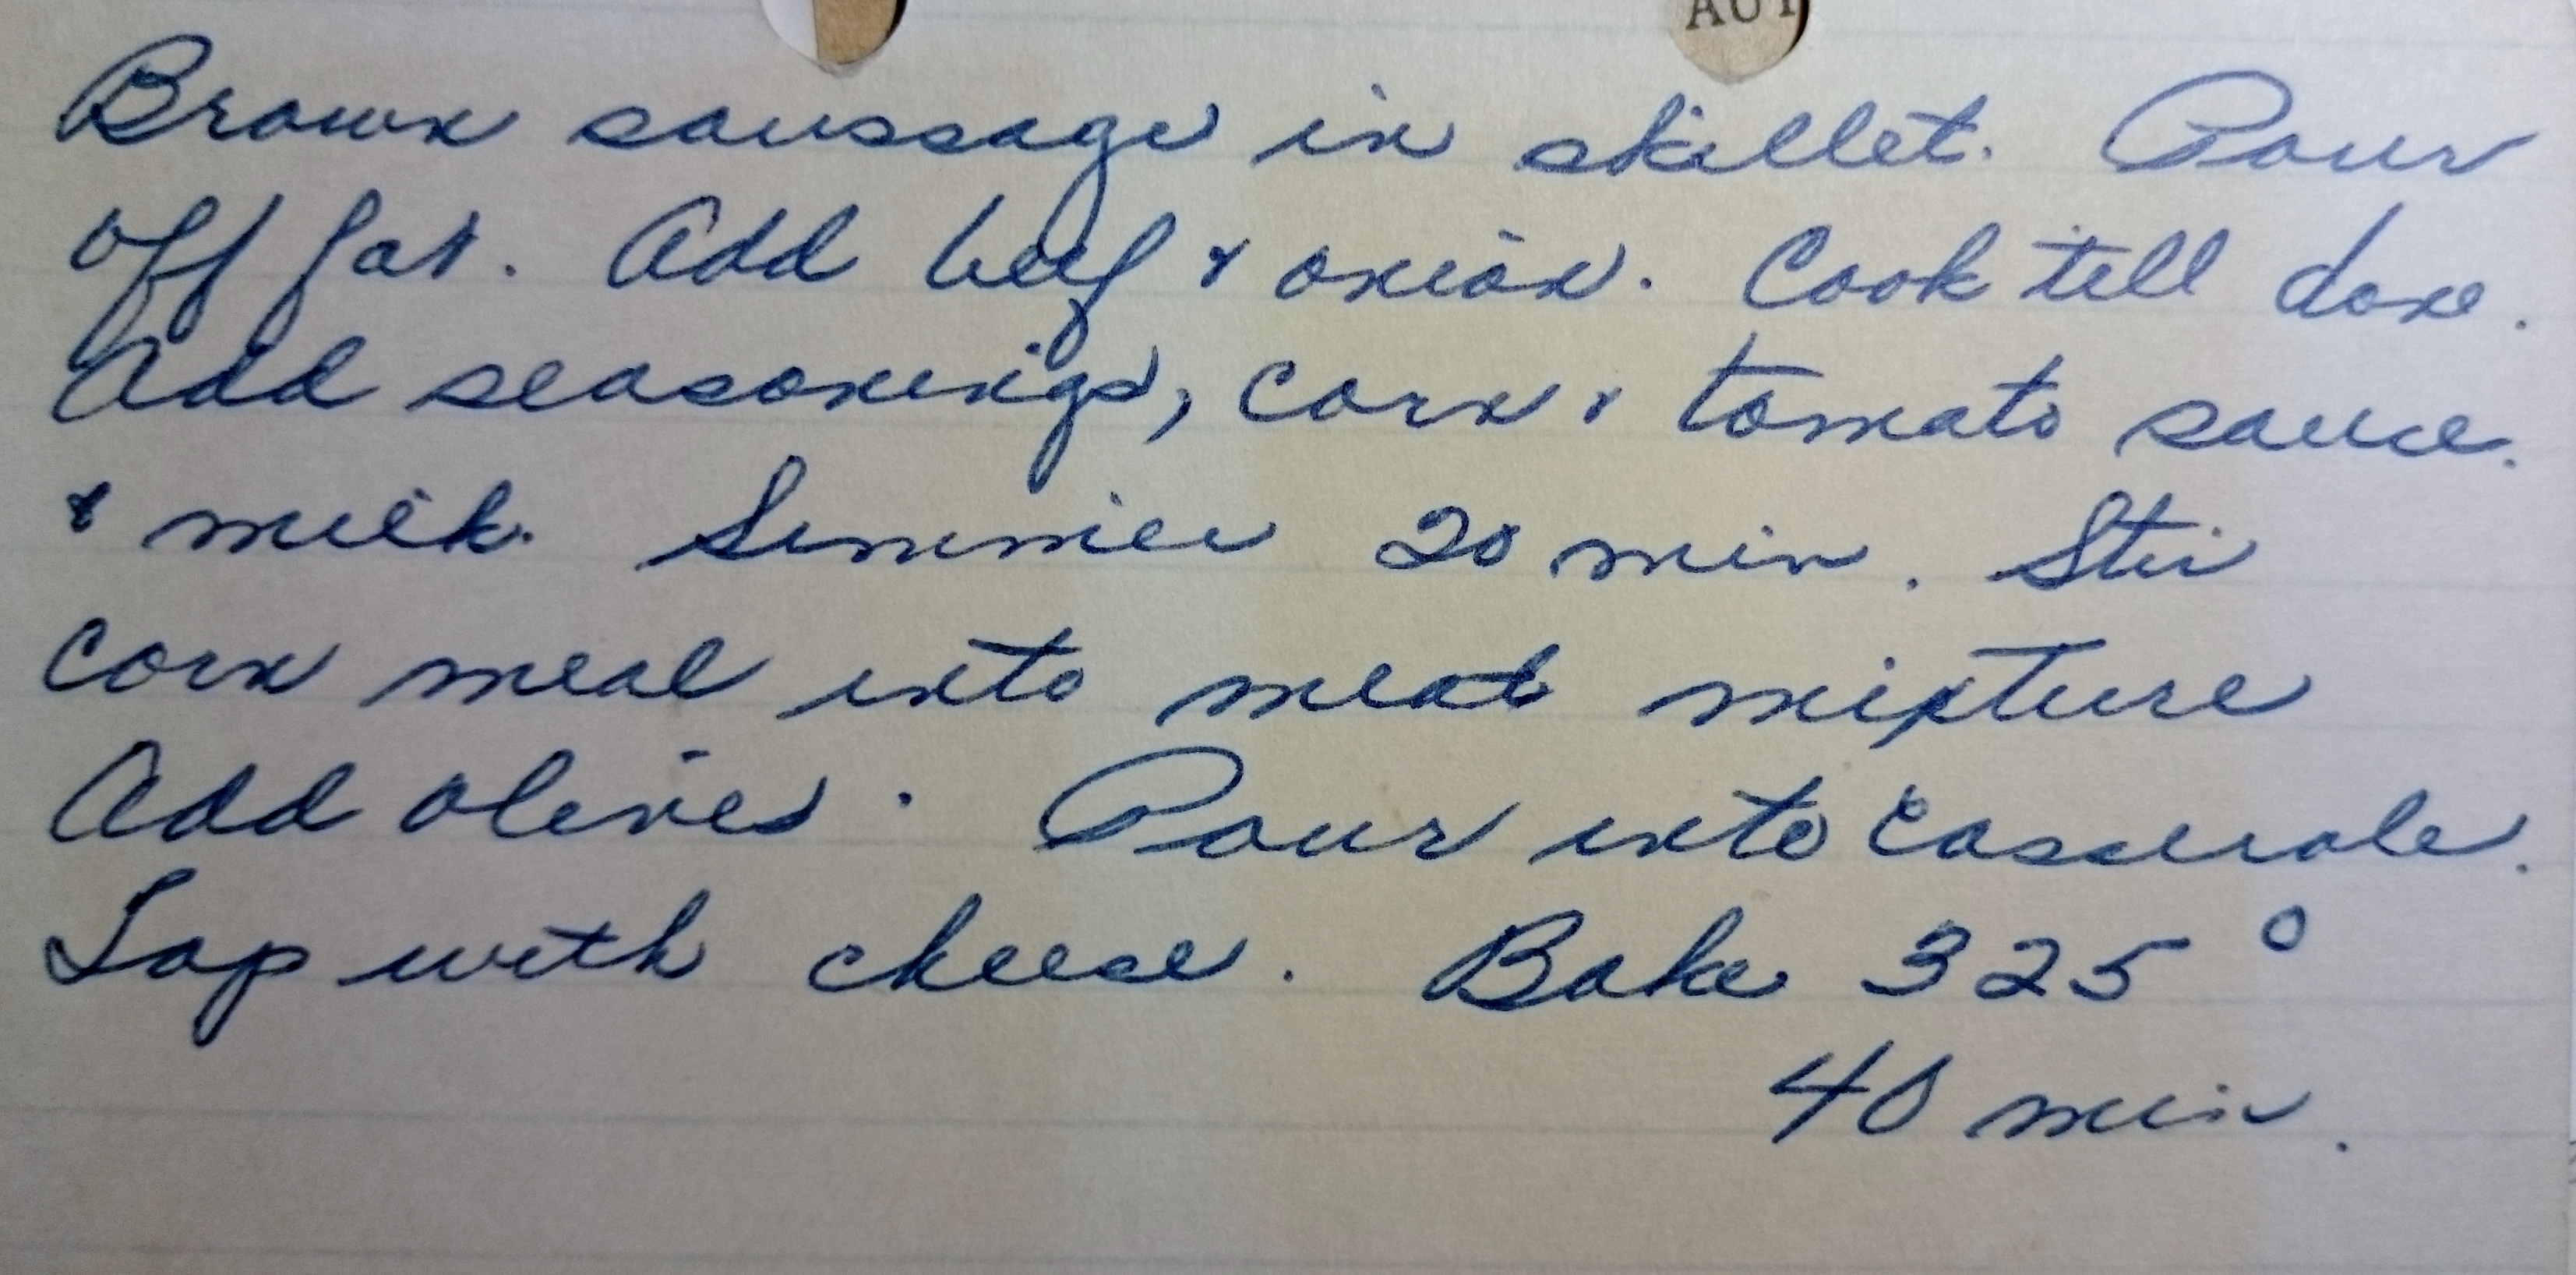 AUT
Brown saussage in skillet. Pour
off fat. Add beef & onion. Cook till done.
Add seasonings, corn & tomato sauce.
& milk. Simmer 20 min. Stir
corn meal into meat mixture
Add olives. Pour into casserole.
Top with cheese. Bake 325°
40 min.